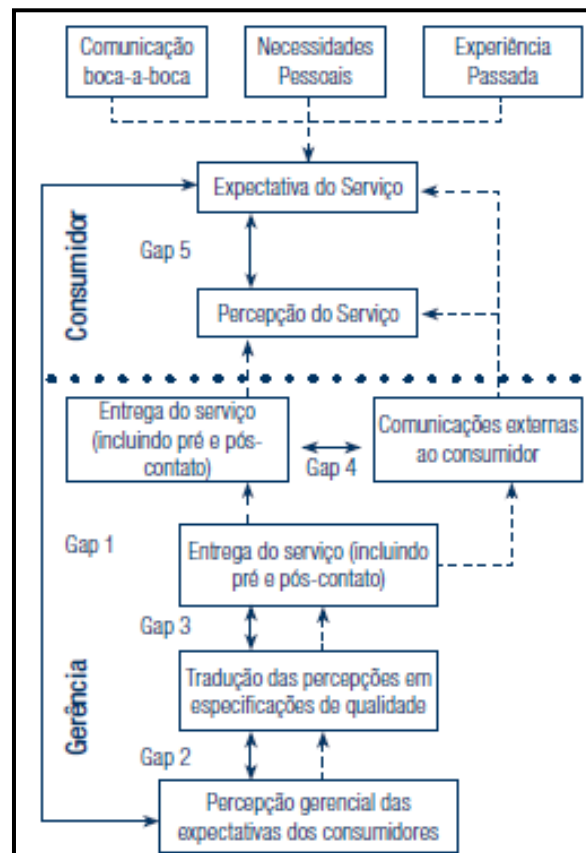 Comunicação
boca-a-boca
Necessidades
Pessoais
Experiência
Passada
Expectativa do Serviço
Consumidor
Gap 5
Percepção do Serviço
Entrega do serviço
(incluindo pré e pós-
contato)
Gap 4
Comunicações externas
ao consumidor
Gap 1
Entrega do serviço (incluindo
pré e pós-contato)
Gap 3
Gerência
Tradução das percepções em
especificações de qualidade
Gap 2
Percepção gerencial das
expectativas dos consumidores